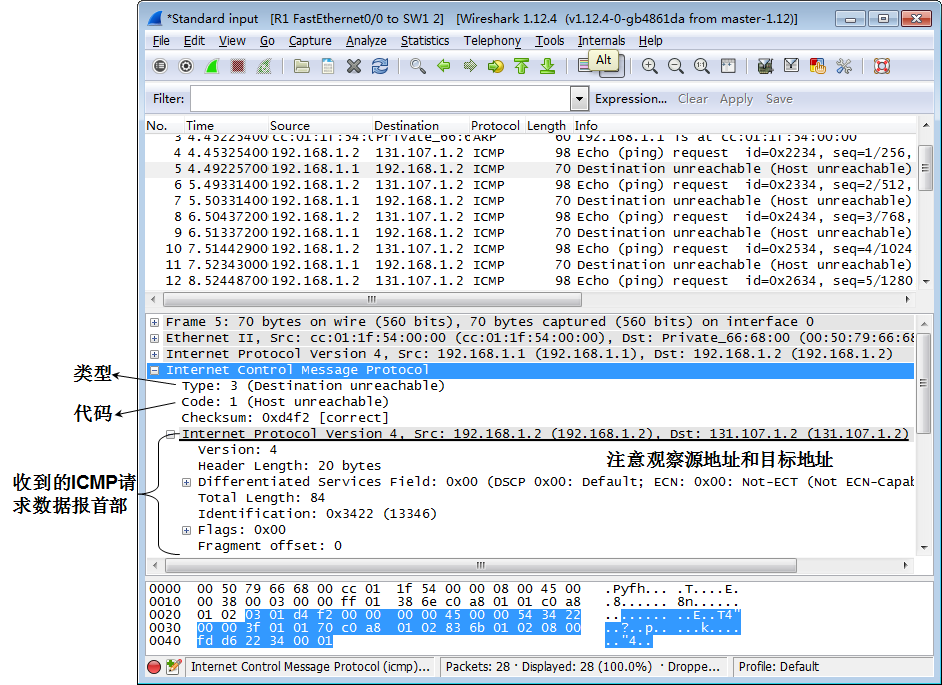 *Standard input [R1 FastEthernet0/0 to SW1 2] [Wireshark 1.12.4 (v1.12.4-0-gb4861da from master-1.12)]
File Edit View Go Capture Analyze Statistics Telephony Tools Internals Help
Alt
Filter: Expression... Clear Apply Save
No. Time Source Destination Protocol Length Info
3 4.45225400 cc:01:1f:54:0 Private_66:6 ARP 60 192.168.1.1 is at cc:01:1f:54:00:00
4 4.45325400 192.168.1.2 131.107.1.2 ICMP 98 Echo (ping) request id=0x2234, seq=1/256,
5 4.49225700 192.168.1.1 192.168.1.2 ICMP 70 Destination unreachable (Host unreachable)
6 5.49331400 192.168.1.2 131.107.1.2 ICMP 98 Echo (ping) request id=0x2334, seq=2/512,
7 5.50331400 192.168.1.1 192.168.1.2 ICMP 70 Destination unreachable (Host unreachable)
8 6.50437200 192.168.1.2 131.107.1.2 ICMP 98 Echo (ping) request id=0x2434, seq=3/768,
9 6.51337200 192.168.1.1 192.168.1.2 ICMP 70 Destination unreachable (Host unreachable)
10 7.51442900 192.168.1.2 131.107.1.2 ICMP 98 Echo (ping) request id=0x2534, seq=4/1024
11 7.52343000 192.168.1.1 192.168.1.2 ICMP 70 Destination unreachable (Host unreachable)
12 8.52448700 192.168.1.2 131.107.1.2 ICMP 98 Echo (ping) request id=0x2634, seq=5/1280
Frame 5: 70 bytes on wire (560 bits), 70 bytes captured (560 bits) on interface 0
Ethernet II, Src: cc:01:1f:54:00:00 (cc:01:1f:54:00:00), Dst: Private_66:68:00 (00:50:79:66:68
Internet Protocol Version 4, Src: 192.168.1.1 (192.168.1.1), Dst: 192.168.1.2 (192.168.1.2)
Internet Control Message Protocol
类型 Type: 3 (Destination unreachable)
代码 Code: 1 (Host unreachable)
Checksum: 0xd4f2 [correct]
Internet Protocol Version 4, Src: 192.168.1.2 (192.168.1.2), Dst: 131.107.1.2 (131.107.1.2)
Version: 4
注意观察源地址和目标地址
Header Length: 20 bytes
收到的ICMP请
求数据报首部
Differentiated Services Field: 0x00 (DSCP 0x00: Default; ECN: 0x00: Not-ECT (Not ECN-Capab
Total Length: 84
Identification: 0x3422 (13346)
Flags: 0x00
Fragment offset: 0
0000 00 50 79 66 68 00 cc 01 1f 54 00 00 08 00 45 00 .Pyfh... .T....E.
0010 00 38 00 03 00 00 ff 01 38 6e c0 a8 01 01 c0 a8 .8...... 8n......
0020 01 02 03 01 d4 f2 00 00 00 00 45 00 00 54 34 22 ........ ..E..T4"
0030 00 00 3f 01 01 70 c0 a8 01 02 83 6b 01 02 08 00 ..?..p.. ...k....
0040 fd d6 22 34 00 01 .."4..
Internet Control Message Protocol (icmp)... Packets: 28 · Displayed: 28 (100.0%) · Droppe... Profile: Default